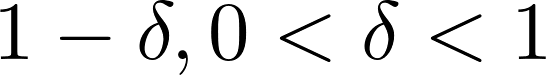 1 − δ, 0 < δ < 1